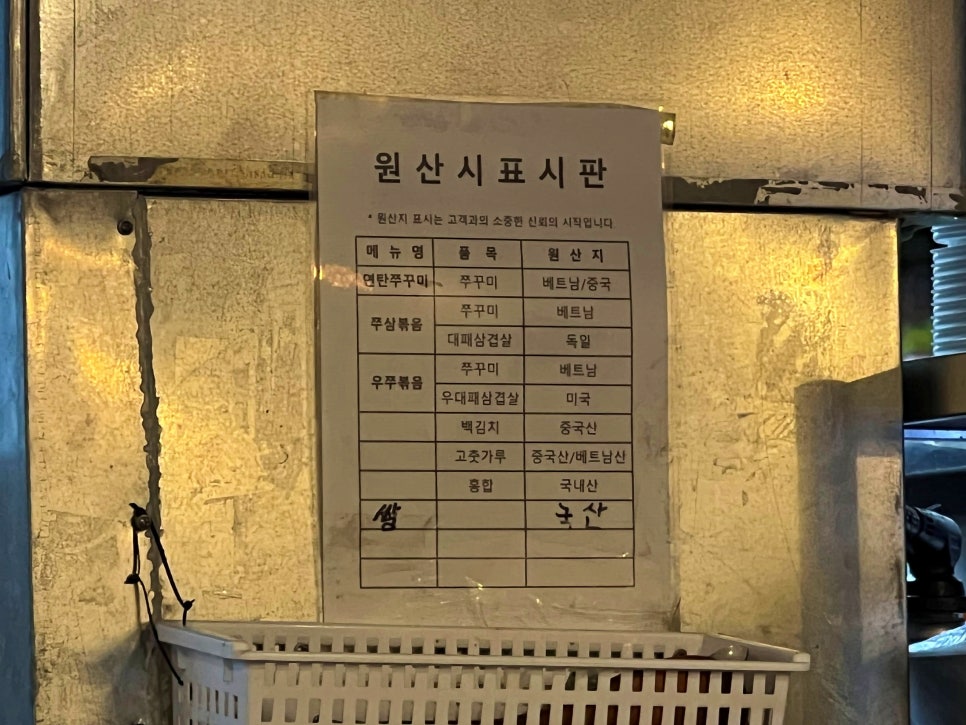 원산시표시판
* 원산지 표시는 고객과의 소중한 신뢰의 시작입니다
메뉴명 품목 원산지
연탄쭈꾸미 쭈꾸미 베트남/중국
쭈삼볶음 쭈꾸미 베트남
대패삼겹살 독일
우쭈볶음 쭈꾸미 베트남
우대패삼겹살 미국
백김치 중국산
고춧가루 중국산/베트남산
홍합 국내산
쌀 국산